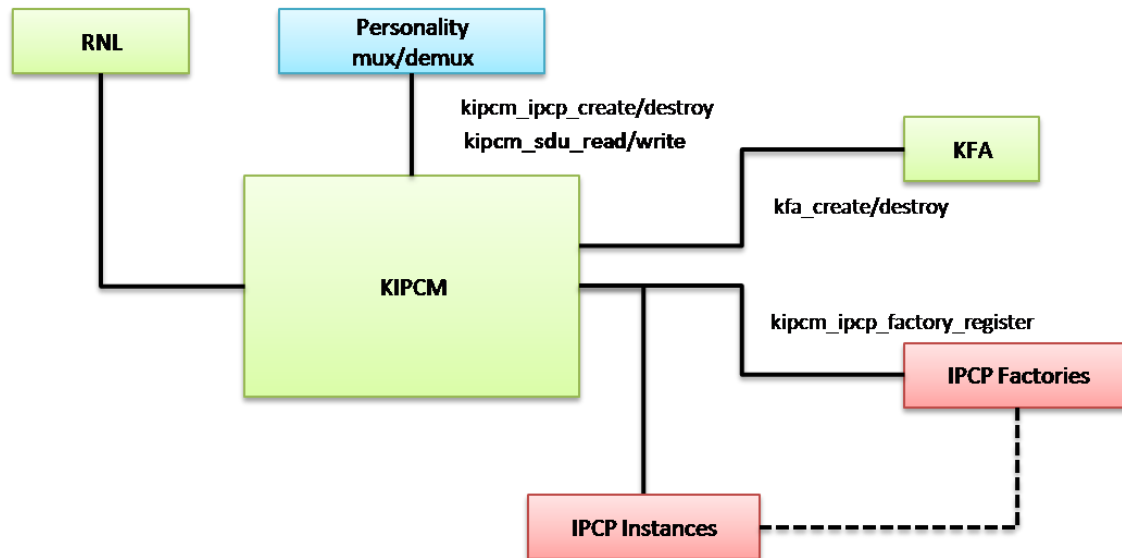 RNL
Personality
mux/demux
kipcm_ipcp_create/destroy
kipcm_sdu_read/write
KFA
kfa_create/destroy
KIPCM
kipcm_ipcp_factory_register
IPCP Factories
IPCP Instances